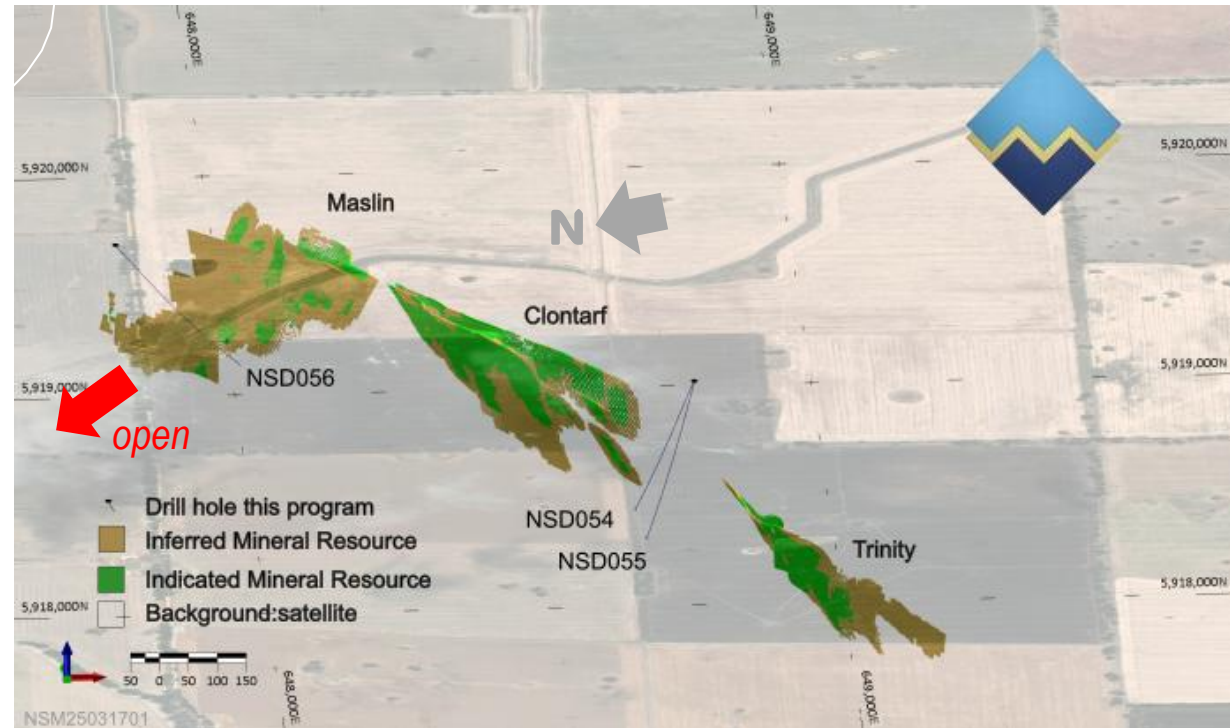 648,000E
649,000E
5,920,000N
5,920,000N
Maslin
N
Clontarf
5,919,000N
5,919,000N
NSD056
open
Drill hole this program
Inferred Mineral Resource
Indicated Mineral Resource
Background:satellite
NSD054
NSD055
Trinity
5,918,000N
5,918,000N
50 0 50 100 150
648,000E
649,000E
NSM25031701